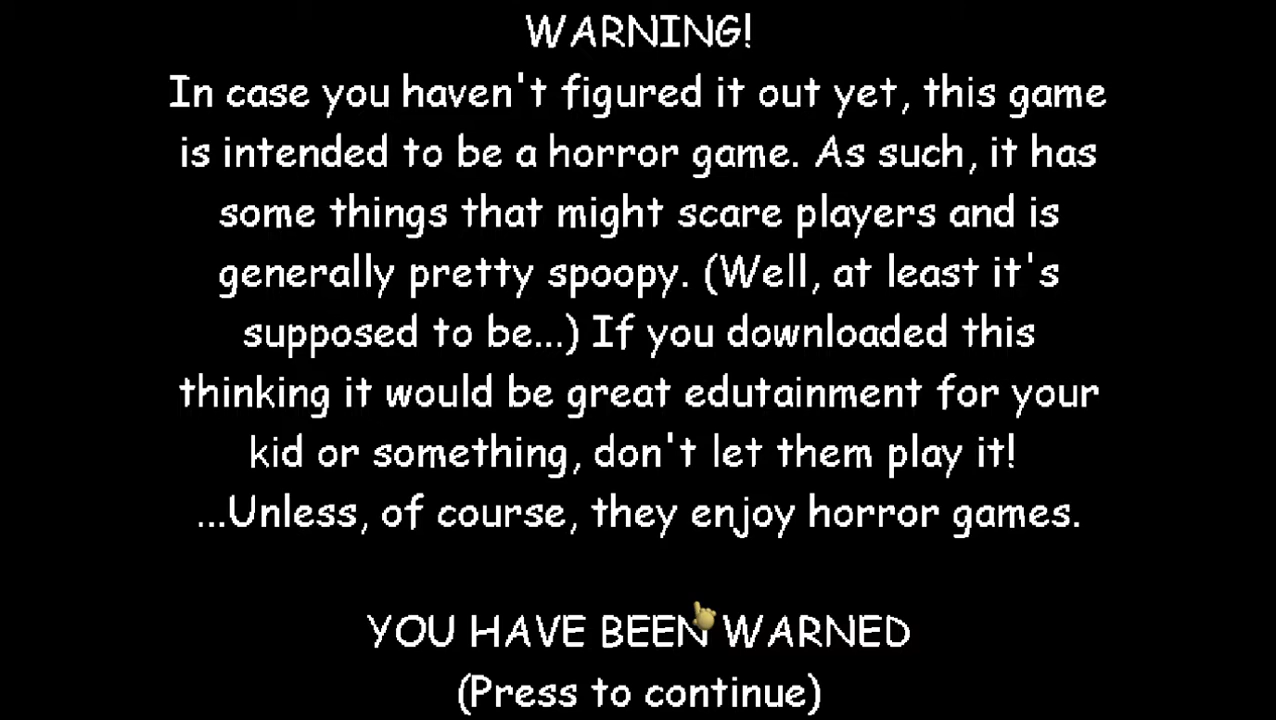 WARNING!
In case you haven't figured it out yet, this game
is intended to be a horror game. As such, it has
some things that might scare players and is
generally pretty spoopy. (Well, at least it's
supposed to be...) If you downloaded this
thinking it would be great edutainment for your
kid or something, don't let them play it!
...Unless, of course, they enjoy horror games.
YOU HAVE BEEN WARNED
(Press to continue)